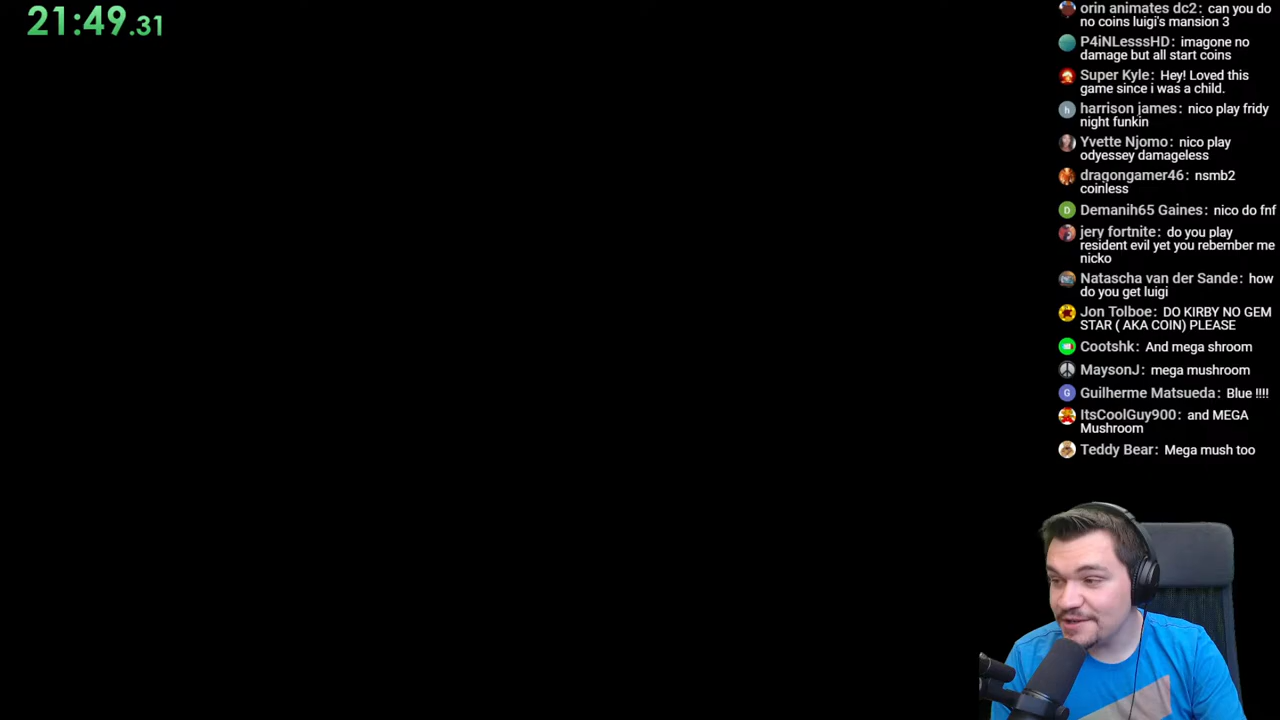 21:49.31
orin animates dc2: can you do
no coins luigi's mansion 3
P4iNLesssHD: imagone no
damage but all start coins
Super Kyle: Hey! Loved this
game since i was a child.
harrison james: nico play fridy
night funkin
Yvette Njomo: nico play
odyssey damageless
dragongamer46: nsmb2
coinless
Demanih65 Gaines: nico do fnf
jery fortnite: do you play
resident evil yet you rebember me
nicko
Natascha van der Sande: how
do you get luigi
Jon Tolboe: DO KIRBY NO GEM
STAR ( AKA COIN) PLEASE
Cootshk: And mega shroom
MaysonJ: mega mushroom
Guilherme Matsueda: Blue !!!!
ItsCoolGuy900: and MEGA
Mushroom
Teddy Bear: Mega mush too